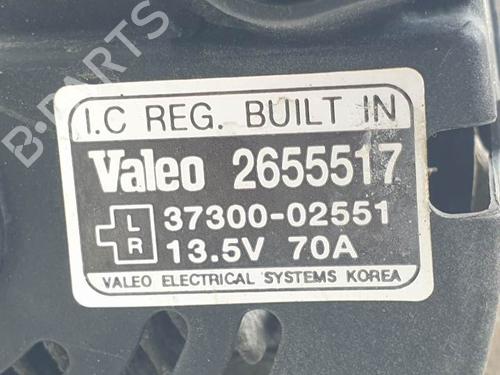 B-PARTS
I.C REG. BUILT IN
Valeo 2655517
L
R
37300-02551
13.5V 70A
VALEO ELECTRICAL SYSTEMS KOREA